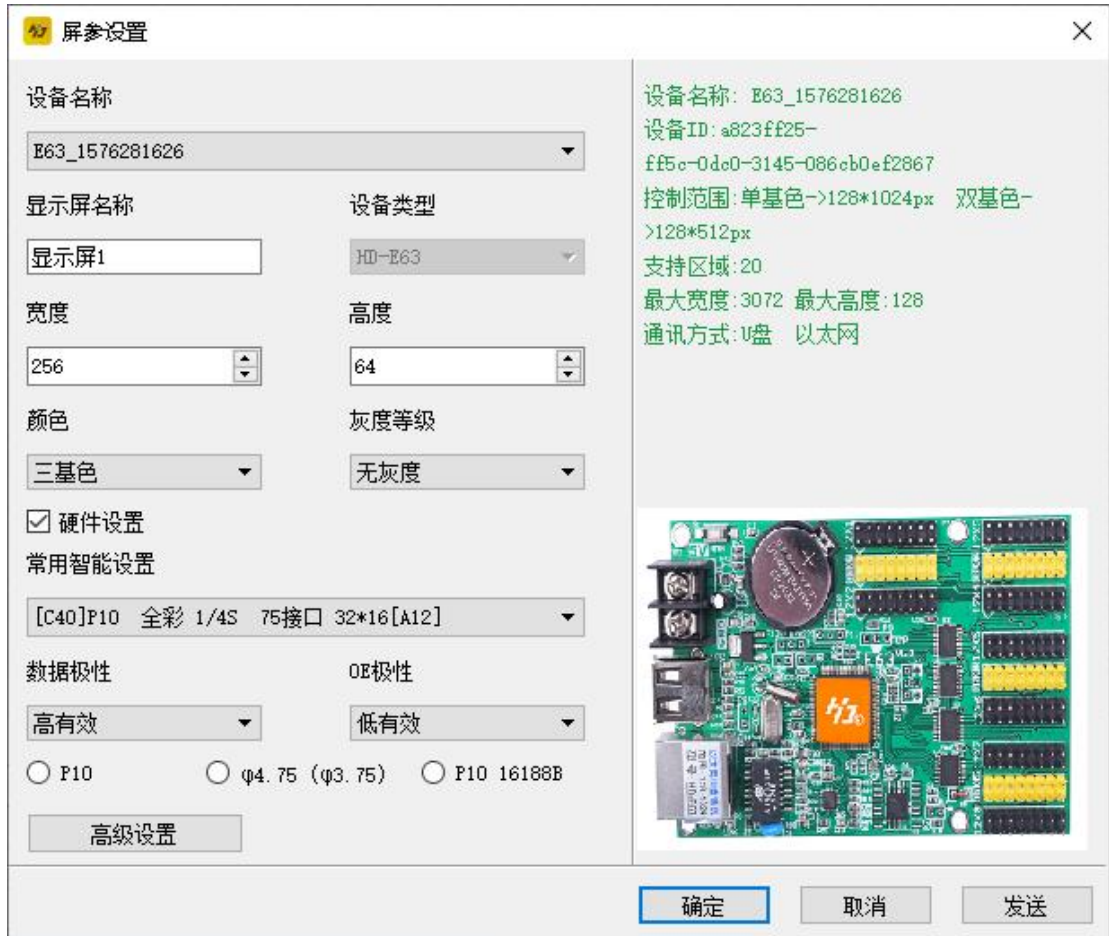 屏参设置
设备名称
E63_1576281626
显示屏名称 设备类型
显示屏1 HD-E63
宽度 高度
256 64
颜色 灰度等级
三基色 无灰度
硬件设置
常用智能设置
[C40]P10 全彩 1/4S 75接口 32*16[A12]
数据极性 OE极性
高有效 低有效
P10 φ4.75 (φ3.75) P10 16188B
高级设置
设备名称: E63_1576281626
设备ID:a823ff25-
ff5c-0dc0-3145-086cb0ef2867
控制范围:单基色->128*1024px 双基色-
>128*512px
支持区域:20
最大宽度:3072 最大高度:128
通讯方式:U盘 以太网
确定 取消 发送